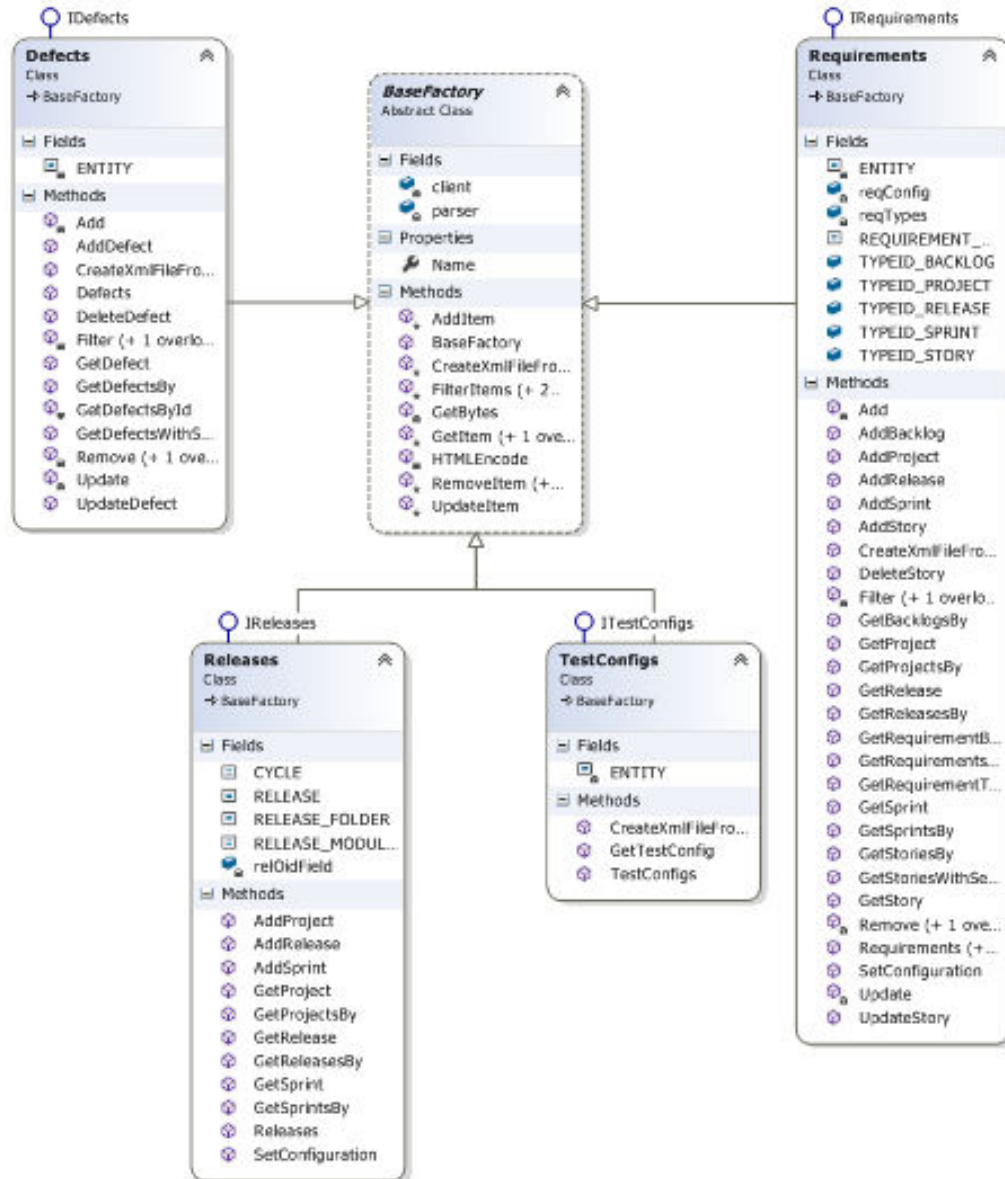 IDefects
Defects
Class
BaseFactory
Fields
ENTITY
Methods
Add
AddDefect
CreateXmlFileFro...
Defects
DeleteDefect
Filter (+ 1 overlo...
GetDefect
GetDefectsBy
GetDefectsById
GetDefectsWithS...
Remove (+ 1 ove...
Update
UpdateDefect
BaseFactory
Abstract Class
Fields
client
parser
Properties
Name
Methods
AddItem
BaseFactory
CreateXmlFileFro...
FilterItems (+ 2...
GetBytes
GetItem (+ 1 ove...
HTMLEncode
RemoveItem (+...
UpdateItem
IRequirements
Requirements
Class
BaseFactory
Fields
ENTITY
reqConfig
reqTypes
REQUIREMENT_...
TYPEID_BACKLOG
TYPEID_PROJECT
TYPEID_RELEASE
TYPEID_SPRINT
TYPEID_STORY
Methods
Add
AddBacklog
AddProject
AddRelease
AddSprint
AddStory
CreateXmlFileFro...
DeleteStory
Filter (+ 1 overlo...
GetBacklogsBy
GetProject
GetProjectsBy
GetRelease
GetReleasesBy
GetRequirementB...
GetRequirements...
GetRequirementT...
GetSprint
GetSprintsBy
GetStoriesBy
GetStoriesWithSe...
GetStory
Remove (+ 1 ove...
Requirements (+...
SetConfiguration
Update
UpdateStory
IReleases
Releases
Class
BaseFactory
Fields
CYCLE
RELEASE
RELEASE_FOLDER
RELEASE_MODUL...
relOidField
Methods
AddProject
AddRelease
AddSprint
GetProject
GetProjectsBy
GetRelease
GetReleasesBy
GetSprint
GetSprintsBy
Releases
SetConfiguration
ITestConfigs
TestConfigs
Class
BaseFactory
Fields
ENTITY
Methods
CreateXmlFileFro...
GetTestConfig
TestConfigs